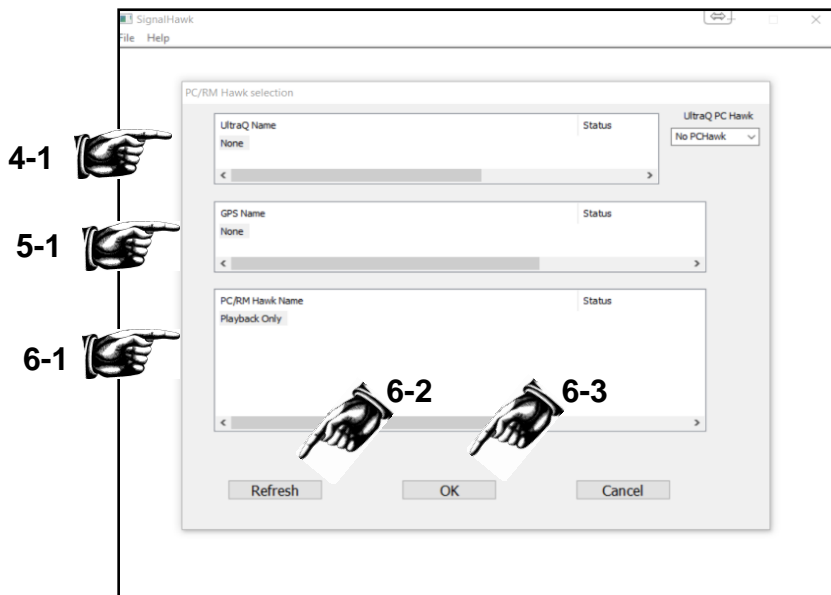 SignalHawk
File Help
PC/RM Hawk selection
UltraQ Name Status
None
UltraQ PC Hawk
No PCHawk
4-1
GPS Name Status
None
5-1
PC/RM Hawk Name Status
Playback Only
6-1
6-2 6-3
Refresh OK Cancel